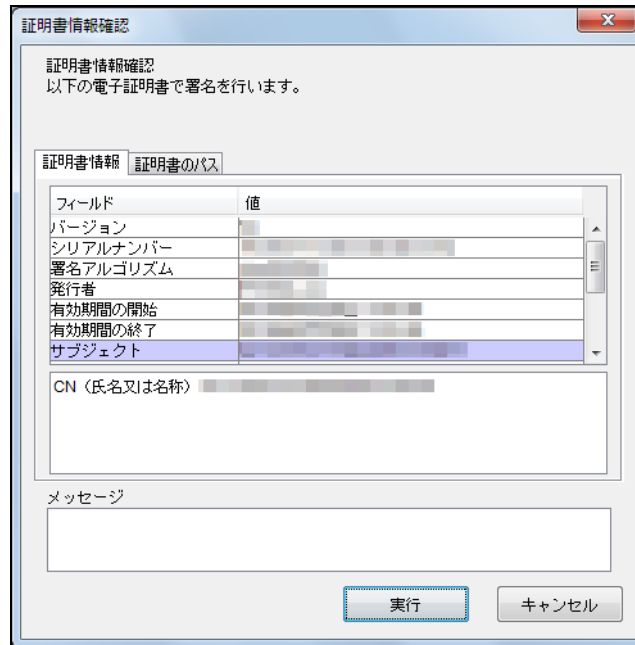 証明書情報確認
証明書情報確認
以下の電子証明書で署名を行います。
証明書情報 証明書のパス
フィールド 値
バージョン
シリアルナンバー
署名アルゴリズム
発行者
有効期間の開始
有効期間の終了
サブジェクト
CN（氏名又は名称）
メッセージ
実行 キャンセル